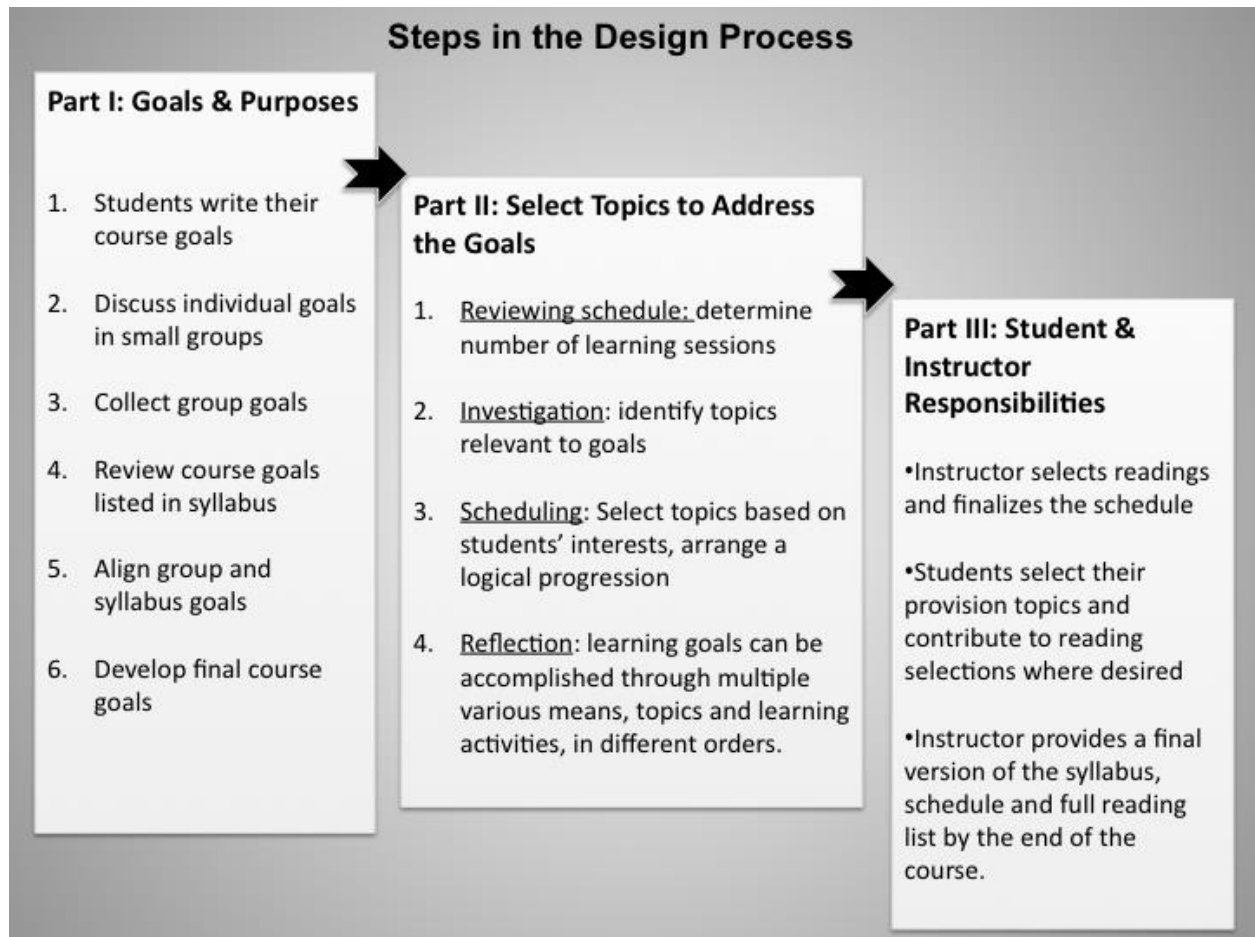 Steps in the Design Process
Part I: Goals & Purposes
1. Students write their
course goals
2. Discuss individual goals
in small groups
3. Collect group goals
4. Review course goals
listed in syllabus
5. Align group and
syllabus goals
6. Develop final course
goals
Part II: Select Topics to Address
the Goals
1. Reviewing schedule: determine
number of learning sessions
2. Investigation: identify topics
relevant to goals
3. Scheduling: Select topics based on
students’ interests, arrange a
logical progression
4. Reflection: learning goals can be
accomplished through multiple
various means, topics and learning
activities, in different orders.
Part III: Student &
Instructor
Responsibilities
•Instructor selects readings
and finalizes the schedule
•Students select their
provision topics and
contribute to reading
selections where desired
•Instructor provides a final
version of the syllabus,
schedule and full reading
list by the end of the
course.